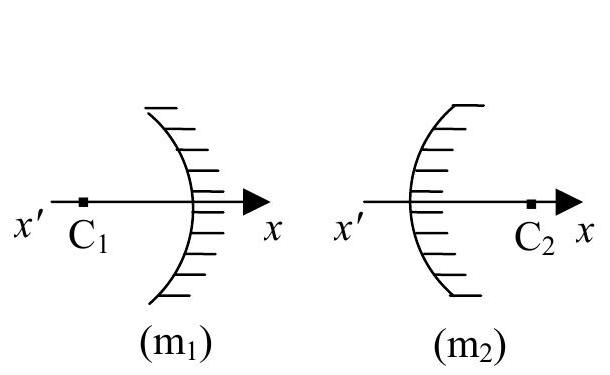 x′ C₁ x x′ C₂ x
(m₁) (m₂)